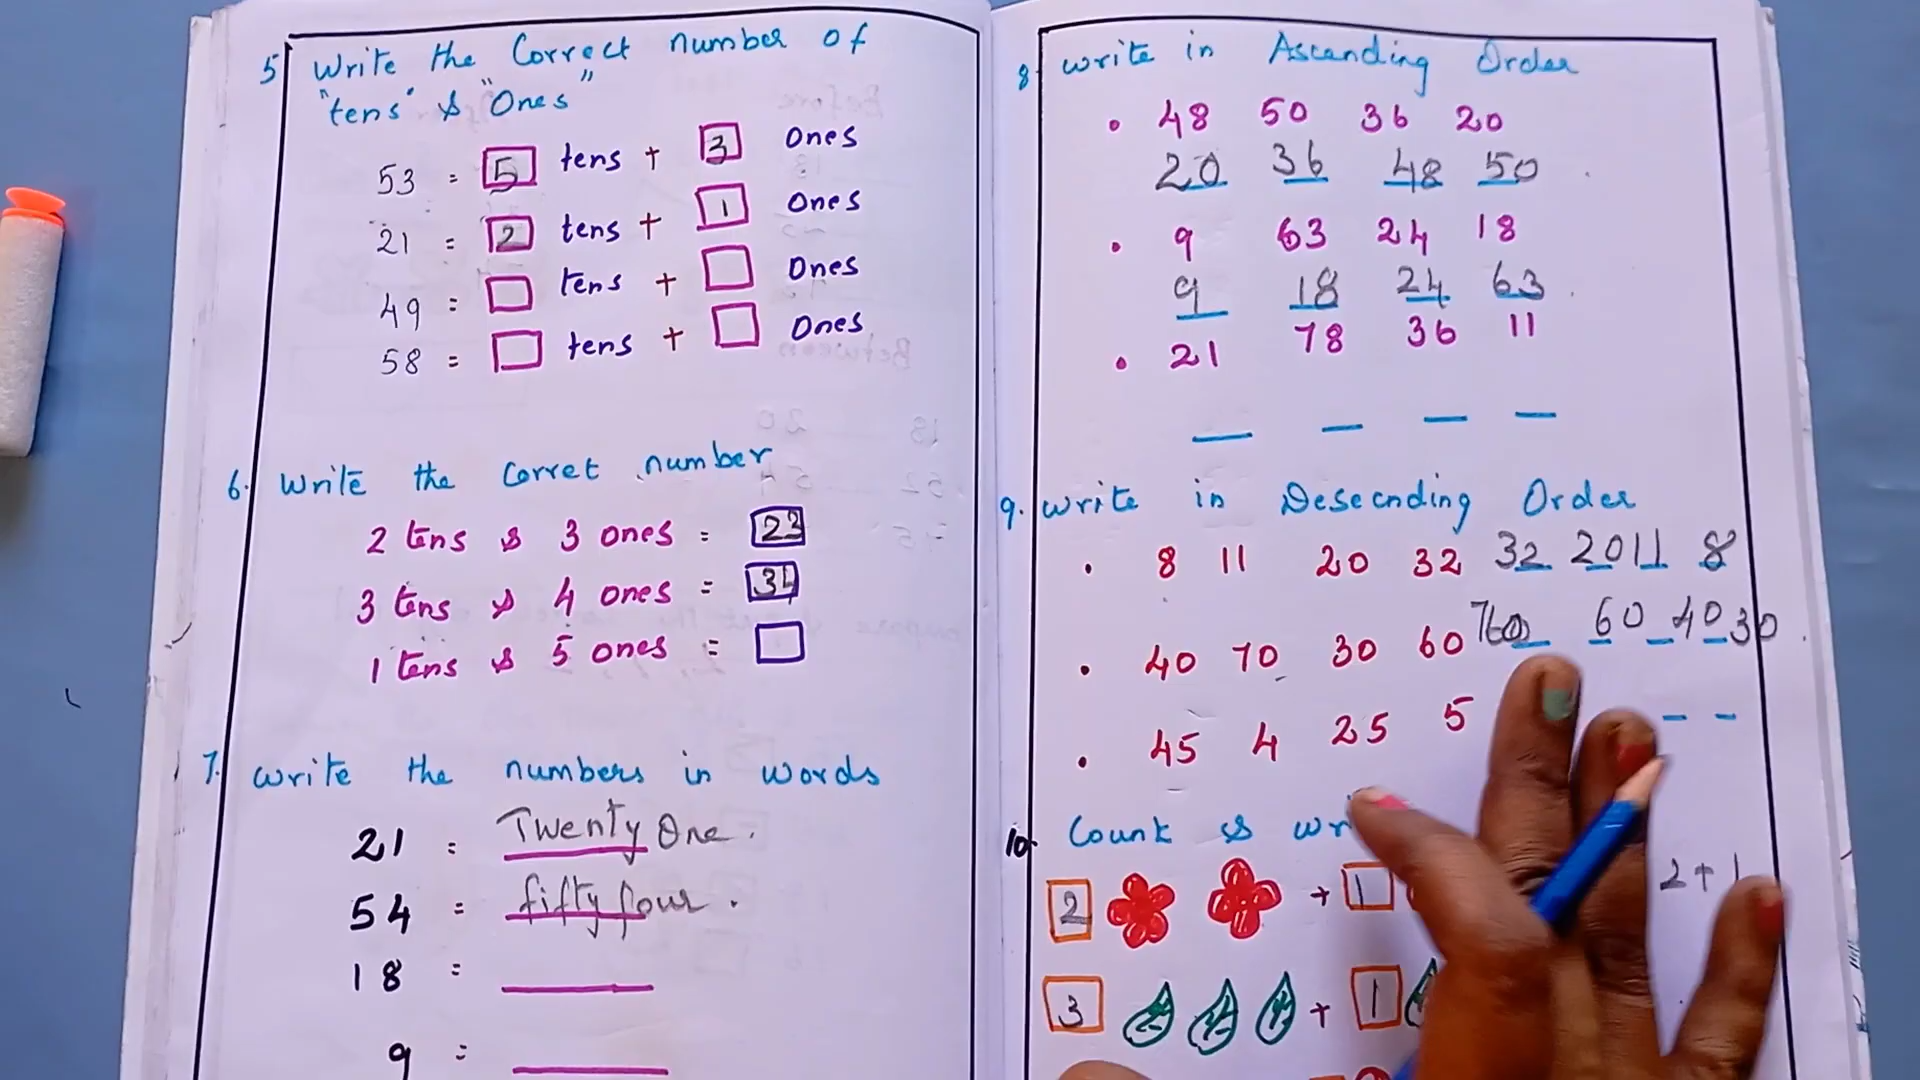 5 Write the Correct number of
"tens" & "Ones"
53 = 5 tens + 3 Ones
21 = 2 tens + 1 Ones
49 = tens + Ones
58 = tens + Ones
6. Write the Corret number
2 tens & 3 ones = 23
3 tens & 4 ones = 34
1 tens & 5 ones =
7. Write the numbers in words
21 = Twenty One.
54 = fifty four.
18 =
9 =
8 write in Ascending Order
• 48 50 36 20
20 36 48 50
• 9 63 24 18
9 18 24 63
• 21 78 36 11
9. write in Desecnding Order
• 8 11 20 32 32 20 11 8
• 40 70 30 60 60 40 30
• 45 4 25 5
10. Count & wr
2 + 1
2 + 1
3 + 1